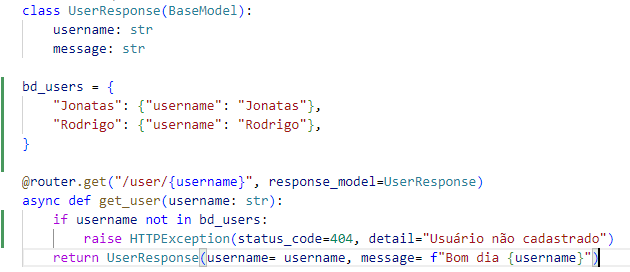 class UserResponse(BaseModel):
    username: str
    message: str

bd_users = {
    "Jonatas": {"username": "Jonatas"},
    "Rodrigo": {"username": "Rodrigo"},
}

@router.get("/user/{username}", response_model=UserResponse)
async def get_user(username: str):
    if username not in bd_users:
        raise HTTPException(status_code=404, detail="Usuário não cadastrado")
    return UserResponse(username= username, message= f"Bom dia {username}")